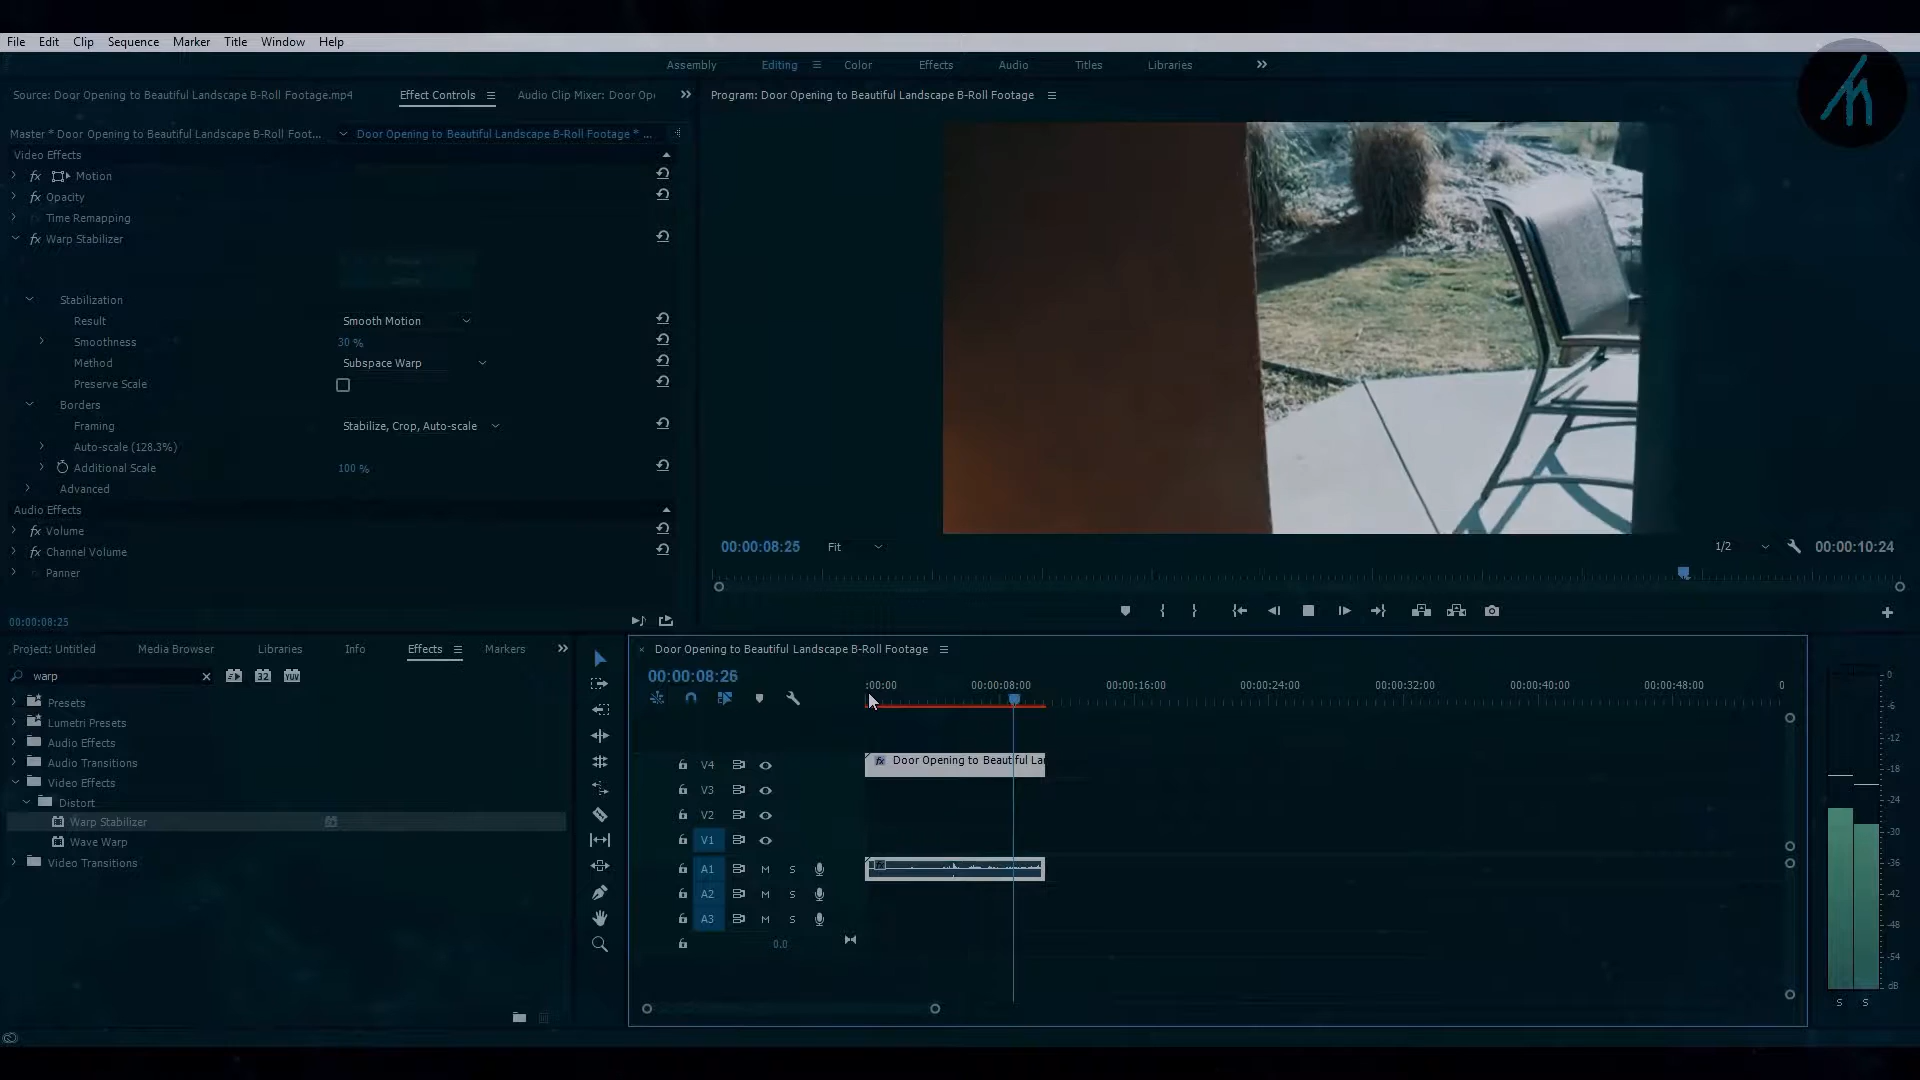 File Edit Clip Sequence Marker Title Window Help
Assembly Editing Color Effects Audio Titles Libraries
Source: Door Opening to Beautiful Landscape B-Roll Footage.mp4 Effect Controls Audio Clip Mixer: Door Ope
Program: Door Opening to Beautiful Landscape B-Roll Footage
Master * Door Opening to Beautiful Landscape B-Roll Foot... Door Opening to Beautiful Landscape B-Roll Footage * ...
Video Effects
fx Motion
fx Opacity
Time Remapping
fx Warp Stabilizer
Stabilization
Result Smooth Motion
Smoothness 30 %
Method Subspace Warp
Preserve Scale
Borders
Framing Stabilize, Crop, Auto-scale
Auto-scale (128.3%)
Additional Scale 100 %
Advanced
Audio Effects
fx Volume
fx Channel Volume
Panner
00:00:08:25
00:00:08:25 Fit 1/2 00:00:10:24
Project: Untitled Media Browser Libraries Info Effects Markers
warp 32 YUV
Presets
Lumetri Presets
Audio Effects
Audio Transitions
Video Effects
Distort
Warp Stabilizer
Wave Warp
Video Transitions
Door Opening to Beautiful Landscape B-Roll Footage
00:00:08:26
:00:00 00:00:08:00 00:00:16:00 00:00:24:00 00:00:32:00 00:00:40:00 00:00:48:00 0
V4 fx Door Opening to Beautiful La
V3
V2
V1
A1 M S
A2 M S
A3 M S
0.0
0
-6
-12
-18
-24
-30
-36
-42
-48
-54
dB
S S